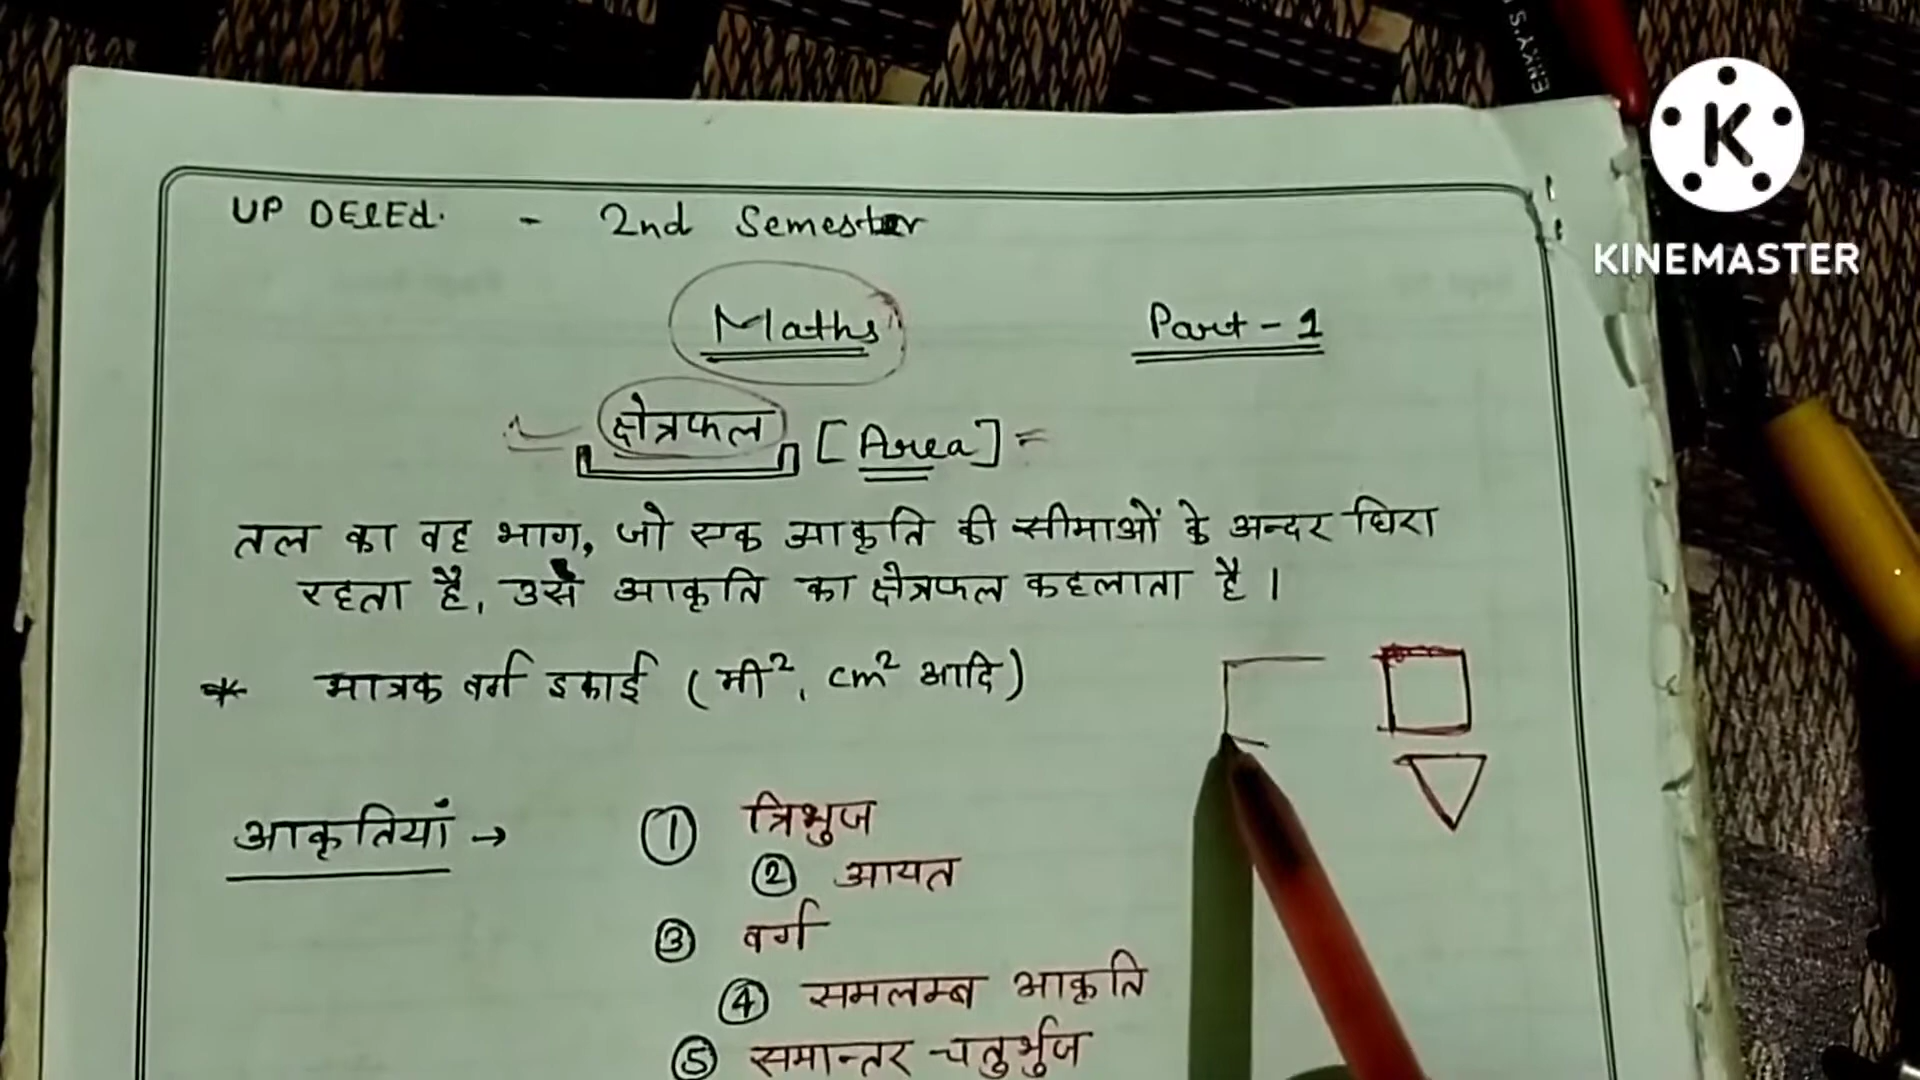 ENKY'S
K
KINEMASTER
UP DELEd. - 2nd Semester
Maths
Part - 1
क्षेत्रफल [Area] =
तल का वह भाग, जो एक आकृति की सीमाओं के अन्दर घिरा
रहता है, उस आकृति का क्षेत्रफल कहलाता है।
* मात्रक वर्ग इकाई (मी², cm² आदि)
आकृतियाँ → ① त्रिभुज
② आयत
③ वर्ग
④ समलम्ब आकृति
⑤ समान्तर चतुर्भुज